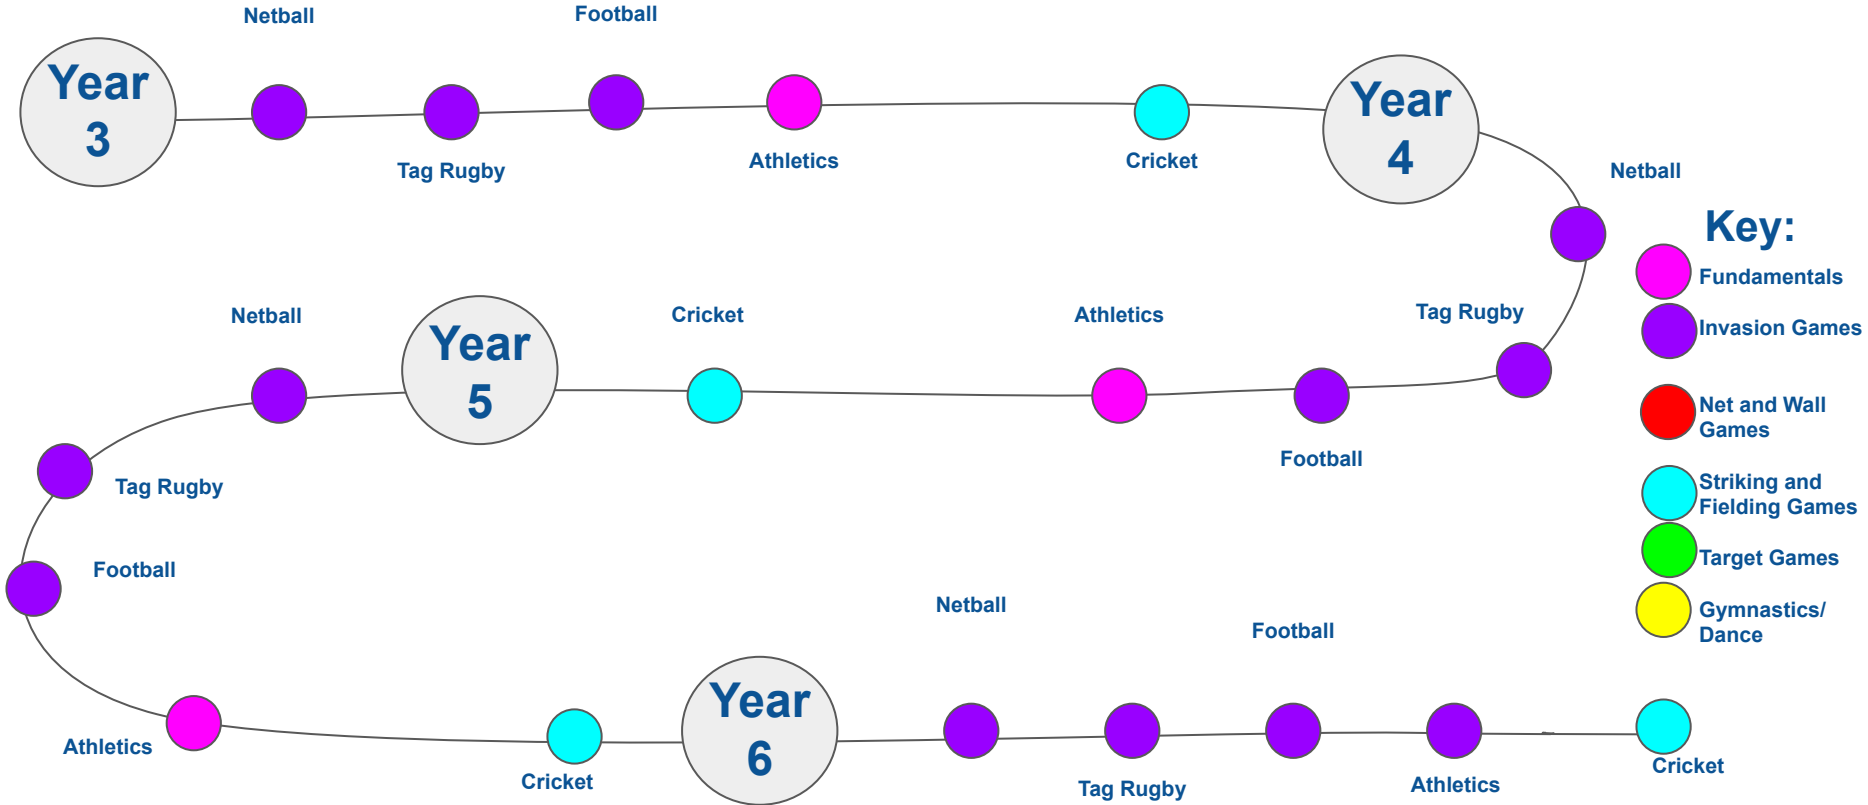 Netball
Football
Year
3
Tag Rugby
Athletics
Cricket
Year
4
Netball
Key:
Fundamentals
Invasion Games
Net and Wall
Games
Striking and
Fielding Games
Target Games
Gymnastics/
Dance
Tag Rugby
Football
Athletics
Cricket
Year
5
Netball
Tag Rugby
Football
Athletics
Cricket
Year
6
Netball
Tag Rugby
Football
Athletics
Cricket